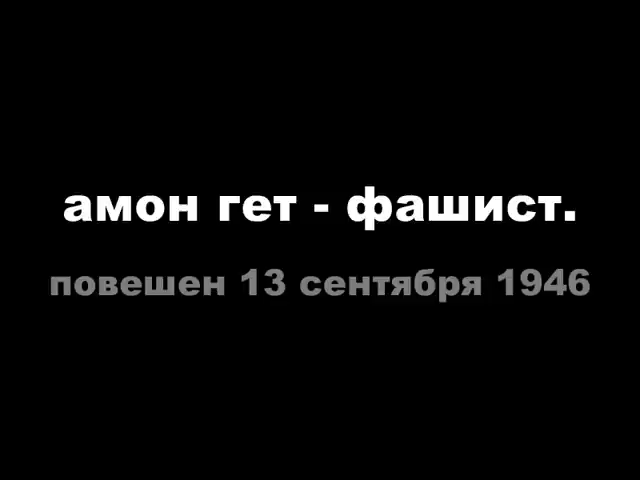 амон гет - фашист.
повешен 13 сентября 1946